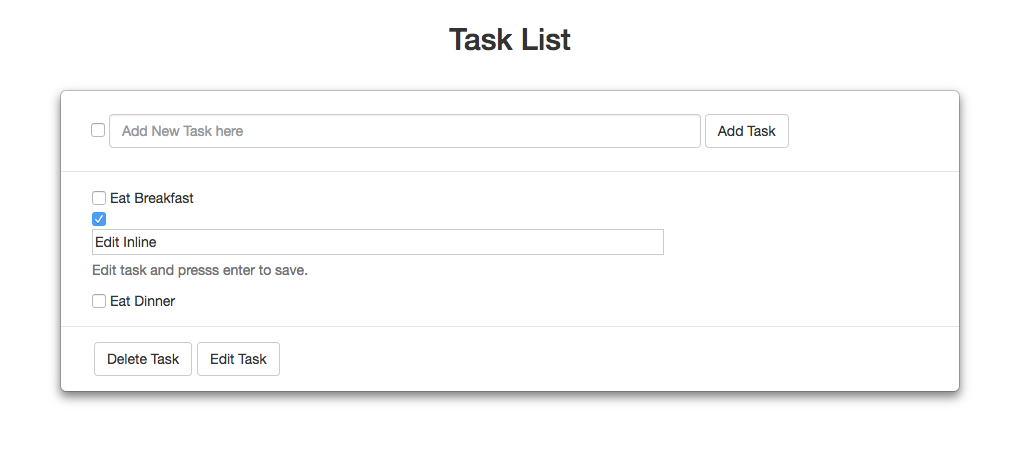 Task List
Add New Task here Add Task
Eat Breakfast
Edit Inline
Edit task and presss enter to save.
Eat Dinner
Delete Task Edit Task